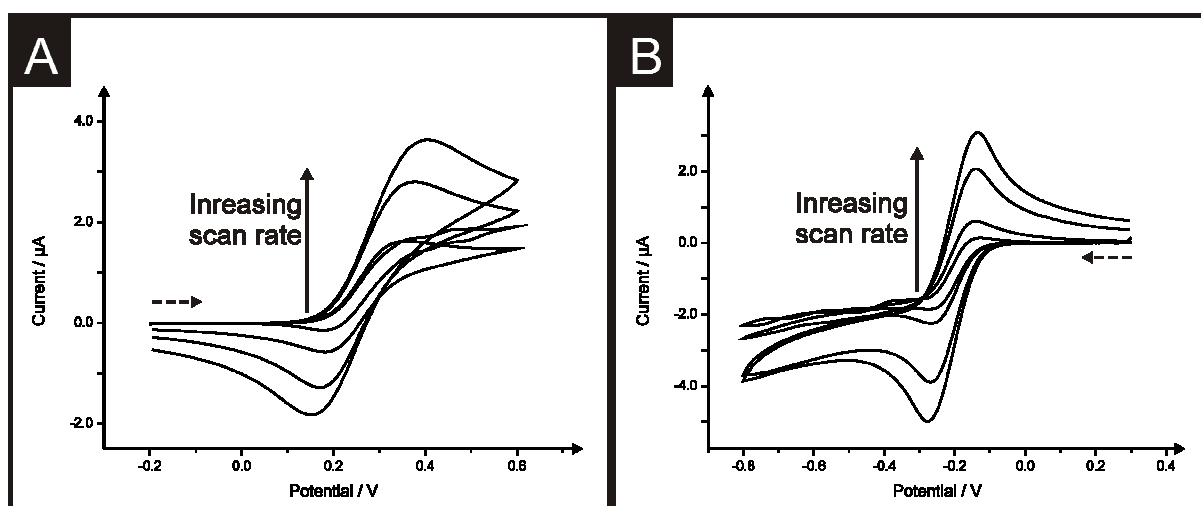 A
4.0
2.0
0.0
-2.0
Current / µA
Inreasing
scan rate
-0.2
0.0
0.2
0.4
0.6
Potential / V
B
2.0
0.0
-2.0
-4.0
Current / µA
Inreasing
scan rate
-0.8
-0.6
-0.4
-0.2
0.0
0.2
0.4
Potential / V